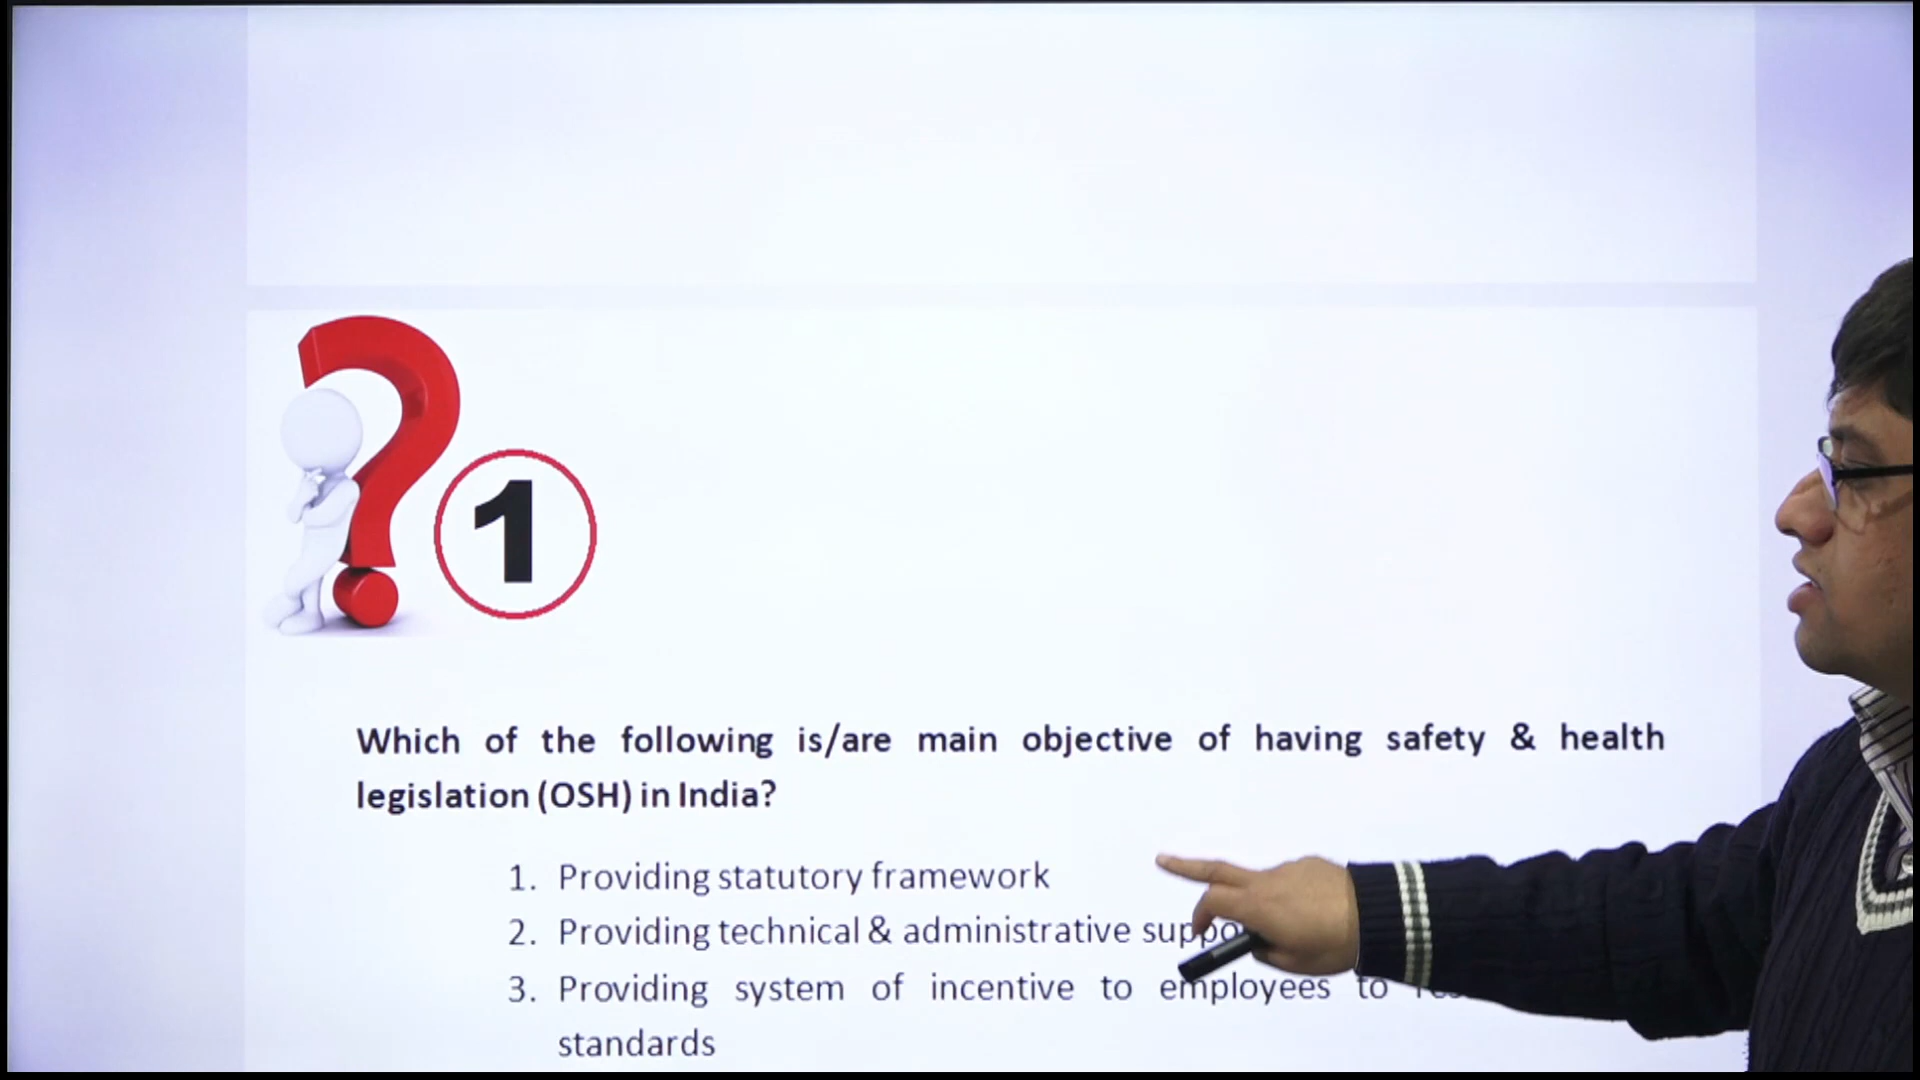 1
Which of the following is/are main objective of having safety & health
legislation (OSH) in India?
1. Providing statutory framework
2. Providing technical & administrative
3. Providing system of incentive to employees to
standards